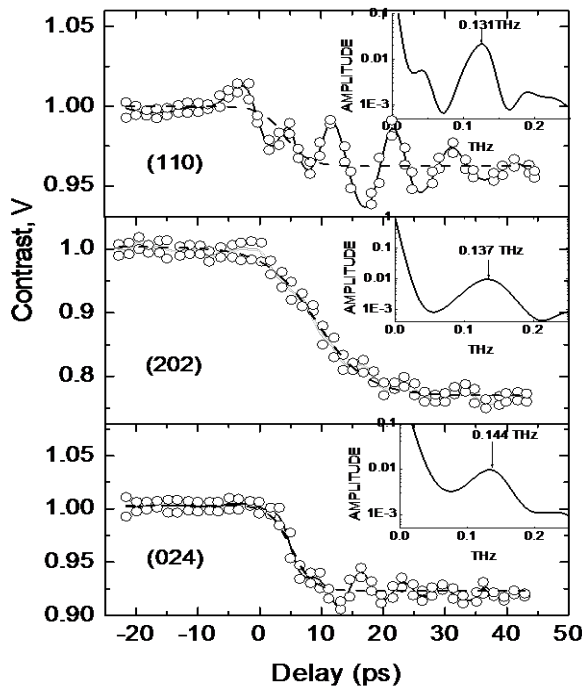 1.05
1.00
0.95
(110)
0.1
0.01
1E-3
0.131THz
AMPLITUDE
0.0 0.1 0.2
THz
Contrast, V
1.0
0.9
0.8
(202)
0.1
0.01
1E-3
0.137 THz
AMPLITUDE
0.0 0.1 0.2
THz
1.05
1.00
0.95
0.90
(024)
0.1
0.01
1E-3
0.144 THz
AMPLITUDE
0.0 0.1 0.2
THz
-20 -10 0 10 20 30 40 50
Delay (ps)